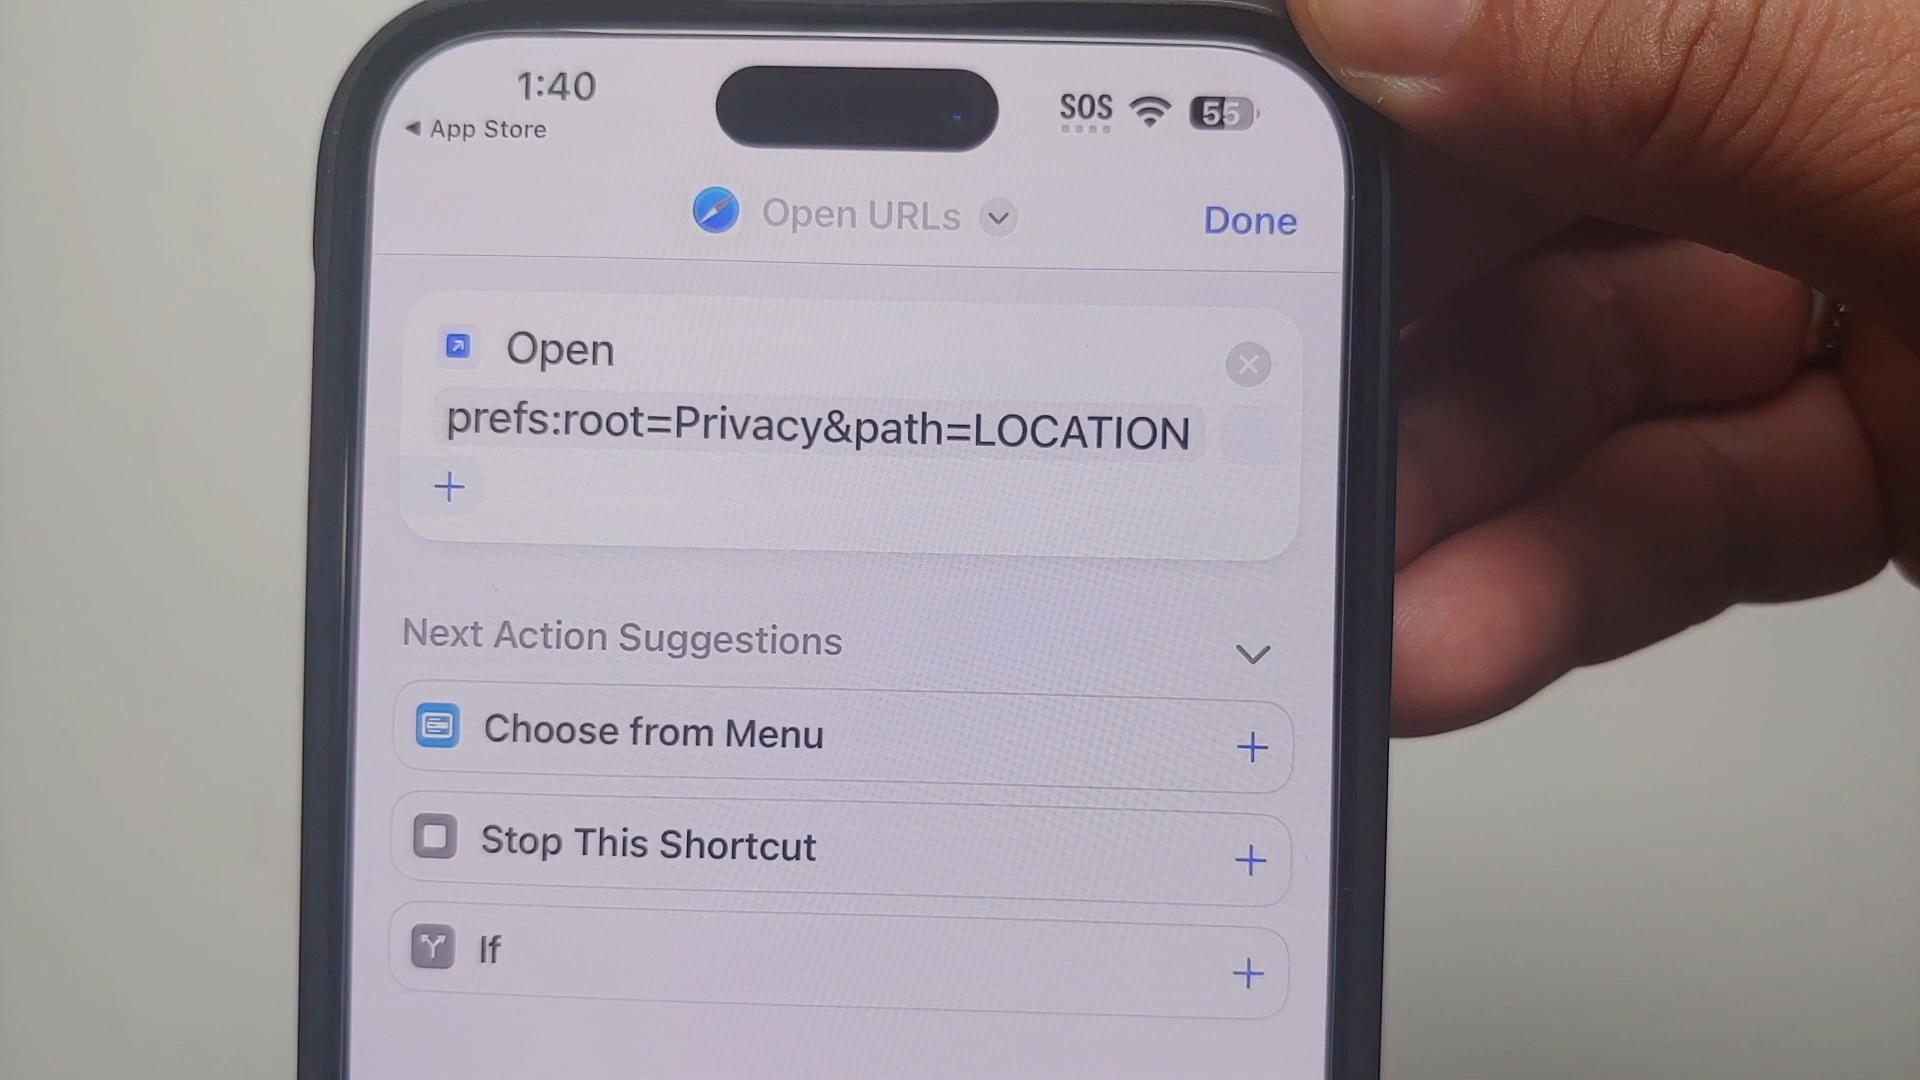 1:40
SOS
55
App Store
Open URLs
Done
Open
prefs:root=Privacy&path=LOCATION
Next Action Suggestions
Choose from Menu
Stop This Shortcut
If